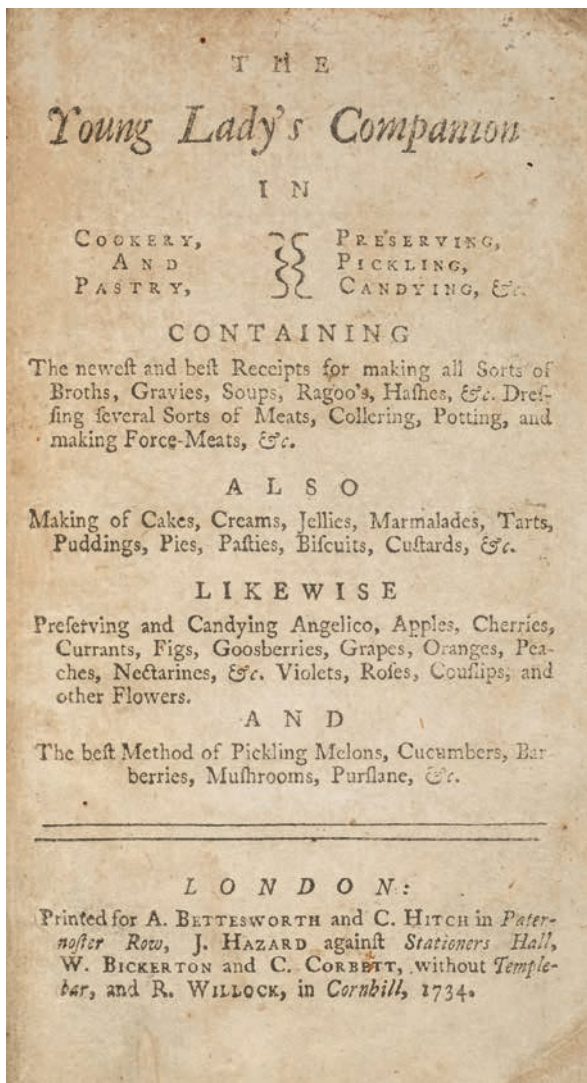 THE
Young Lady's Companion
IN
COOKERY,
AND
PASTRY,
PRESERVING,
PICKLING,
CANDYING, &c.
CONTAINING
The neweſt and beſt Receipts for making all Sorts of
Broths, Gravies, Soups, Ragoo's, Haſhes, &c. Dreſ-
ſing ſeveral Sorts of Meats, Collering, Potting, and
making Force-Meats, &c.
ALSO
Making of Cakes, Creams, Jellies, Marmalades, Tarts,
Puddings, Pies, Paſties, Biſcuits, Cuſtards, &c.
LIKEWISE
Preſerving and Candying Angelico, Apples, Cherries,
Currants, Figs, Gooſberries, Grapes, Oranges, Pea-
ches, Nectarines, &c. Violets, Roſes, Couſlips, and
other Flowers.
AND
The beſt Method of Pickling Melons, Cucumbers, Bar
berries, Muſhrooms, Purſlane, &c.
LONDON:
Printed for A. BETTESWORTH and C. HITCH in Pater-
noſter Row, J. HAZARD againſt Stationers Hall,
W. BICKERTON and C. CORBETT, without Temple-
bar, and R. WILLOCK, in Cornhill, 1734.